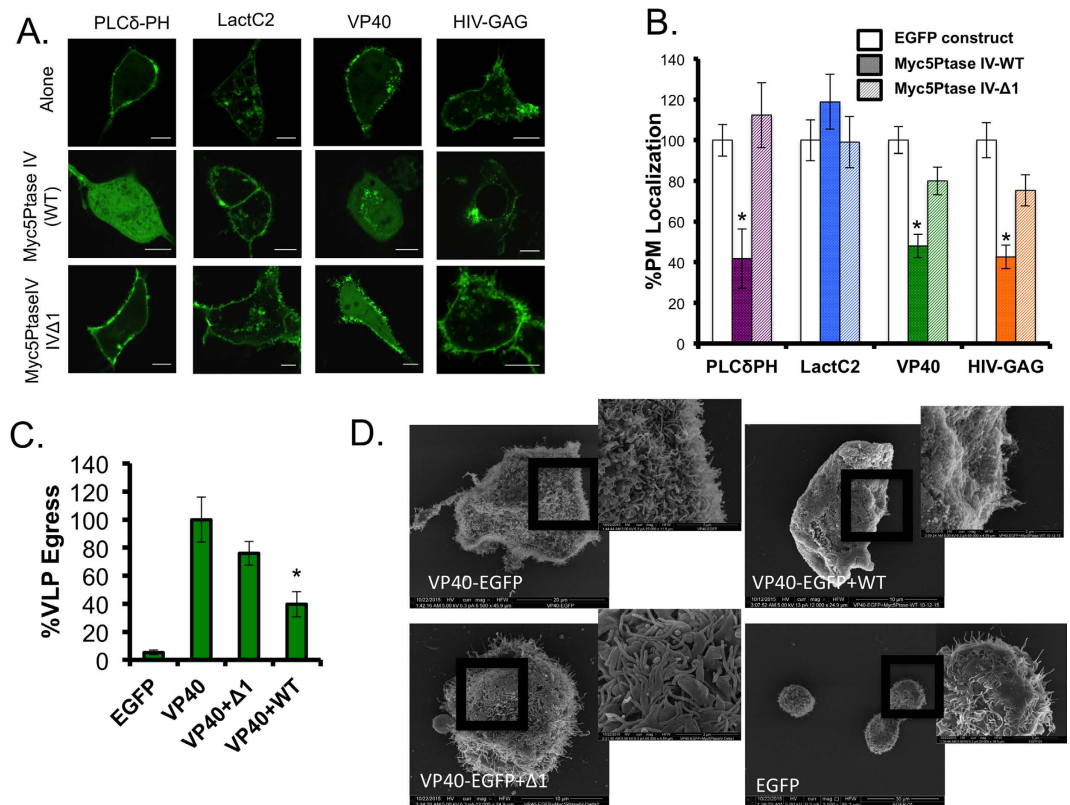 A.
PLCδ-PH LactC2 VP40 HIV-GAG
Alone
Myc5Ptase IV
(WT)
Myc5PtaseIV
IVΔ1
B.
EGFP construct
Myc5Ptase IV-WT
Myc5Ptase IV-Δ1
%PM Localization
140
120
100
80
60
40
20
0
*
*
*
PLCδPH LactC2 VP40 HIV-GAG
C.
%VLP Egress
140
120
100
80
60
40
20
0
*
EGFP
VP40
VP40+Δ1
VP40+WT
D.
VP40-EGFP
VP40-EGFP+WT
VP40-EGFP+Δ1
EGFP